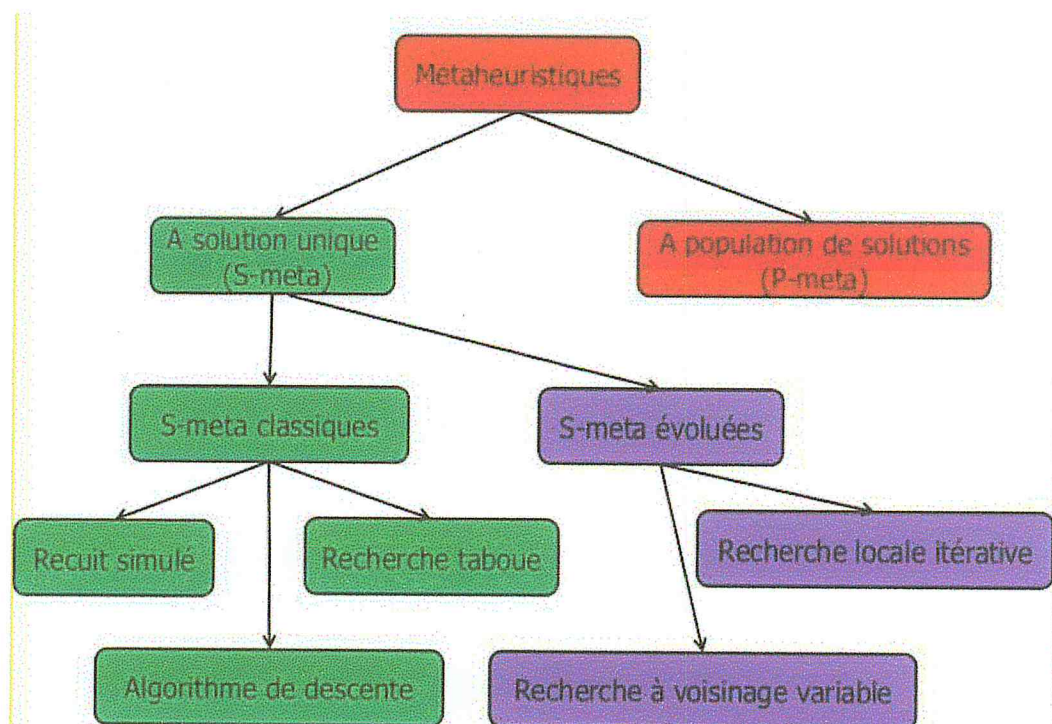 Metaheuristiques
A solution unique
(S-meta)
A population de solutions
(P-meta)
S-meta classiques
S-meta évoluées
Recuit simulé
Recherche taboue
Recherche locale itérative
Algorithme de descente
Recherche à voisinage variable